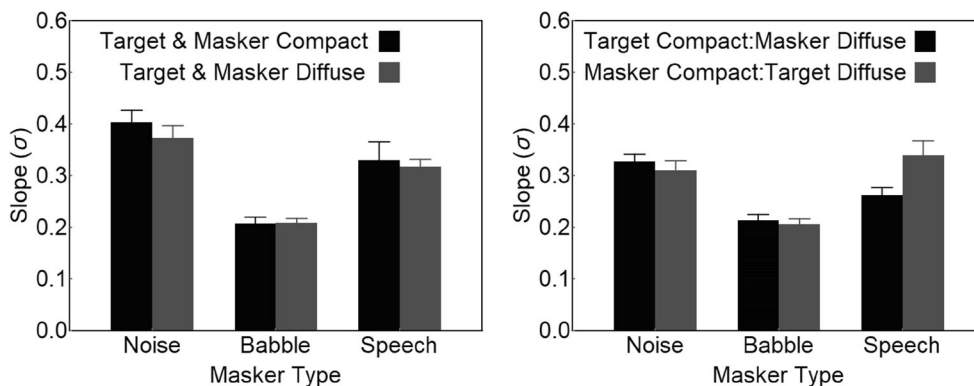 0.6
Target & Masker Compact
Target & Masker Diffuse
0.5
0.4
0.3
0.2
0.1
0.0
Slope (σ)
Noise Babble Speech
Masker Type
0.6
Target Compact:Masker Diffuse
Masker Compact:Target Diffuse
0.5
0.4
0.3
0.2
0.1
0.0
Slope (σ)
Noise Babble Speech
Masker Type